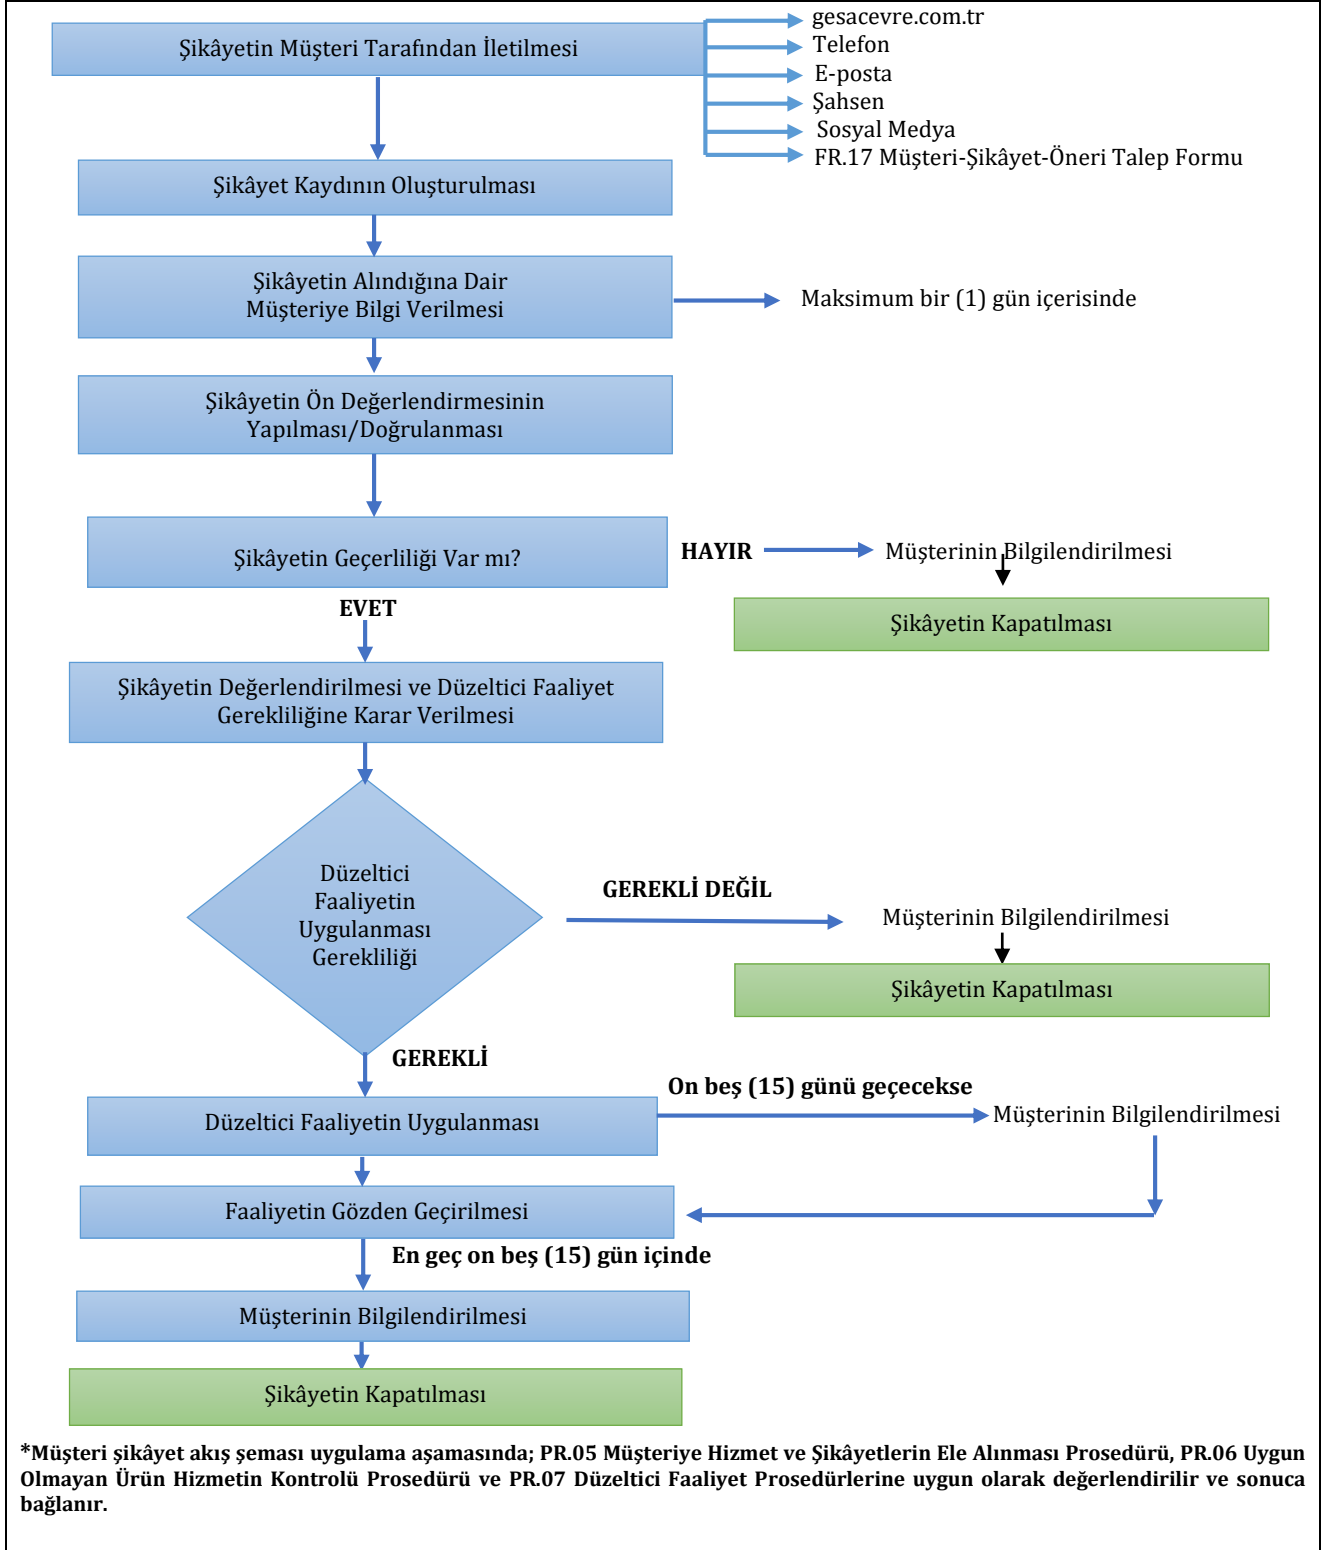 Şikâyetin Müşteri Tarafından İletilmesi
gesacevre.com.tr
Telefon
E-posta
Şahsen
Sosyal Medya
FR.17 Müşteri-Şikâyet-Öneri Talep Formu
Şikâyet Kaydının Oluşturulması
Şikâyetin Alındığına Dair
Müşteriye Bilgi Verilmesi
Maksimum bir (1) gün içerisinde
Şikâyetin Ön Değerlendirmesinin
Yapılması/Doğrulanması
Şikâyetin Geçerliliği Var mı?
HAYIR
Müşterinin Bilgilendirilmesi
EVET
Şikâyetin Kapatılması
Şikâyetin Değerlendirilmesi ve Düzeltici Faaliyet
Gerekliliğine Karar Verilmesi
Düzeltici
Faaliyetin
Uygulanması
Gerekliliği
GEREKLİ DEĞİL
Müşterinin Bilgilendirilmesi
Şikâyetin Kapatılması
GEREKLİ
On beş (15) günü geçecekse
Düzeltici Faaliyetin Uygulanması
Müşterinin Bilgilendirilmesi
Faaliyetin Gözden Geçirilmesi
En geç on beş (15) gün içinde
Müşterinin Bilgilendirilmesi
Şikâyetin Kapatılması
*Müşteri şikâyet akış şeması uygulama aşamasında; PR.05 Müşteriye Hizmet ve Şikâyetlerin Ele Alınması Prosedürü, PR.06 Uygun
Olmayan Ürün Hizmetin Kontrolü Prosedürü ve PR.07 Düzeltici Faaliyet Prosedürlerine uygun olarak değerlendirilir ve sonuca
bağlanır.